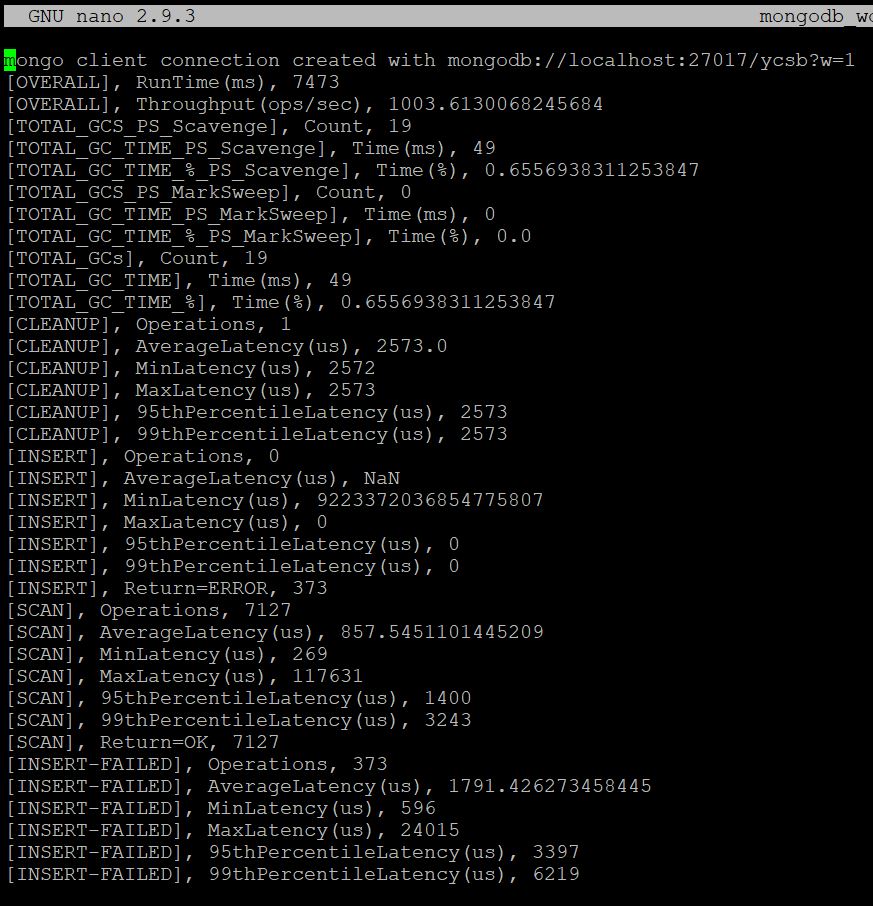 GNU nano 2.9.3 mongodb_wo
mongo client connection created with mongodb://localhost:27017/ycsb?w=1
[OVERALL], RunTime(ms), 7473
[OVERALL], Throughput(ops/sec), 1003.6130068245684
[TOTAL_GCS_PS_Scavenge], Count, 19
[TOTAL_GC_TIME_PS_Scavenge], Time(ms), 49
[TOTAL_GC_TIME_%_PS_Scavenge], Time(%), 0.6556938311253847
[TOTAL_GCS_PS_MarkSweep], Count, 0
[TOTAL_GC_TIME_PS_MarkSweep], Time(ms), 0
[TOTAL_GC_TIME_%_PS_MarkSweep], Time(%), 0.0
[TOTAL_GCs], Count, 19
[TOTAL_GC_TIME], Time(ms), 49
[TOTAL_GC_TIME_%], Time(%), 0.6556938311253847
[CLEANUP], Operations, 1
[CLEANUP], AverageLatency(us), 2573.0
[CLEANUP], MinLatency(us), 2572
[CLEANUP], MaxLatency(us), 2573
[CLEANUP], 95thPercentileLatency(us), 2573
[CLEANUP], 99thPercentileLatency(us), 2573
[INSERT], Operations, 0
[INSERT], AverageLatency(us), NaN
[INSERT], MinLatency(us), 9223372036854775807
[INSERT], MaxLatency(us), 0
[INSERT], 95thPercentileLatency(us), 0
[INSERT], 99thPercentileLatency(us), 0
[INSERT], Return=ERROR, 373
[SCAN], Operations, 7127
[SCAN], AverageLatency(us), 857.5451101445209
[SCAN], MinLatency(us), 269
[SCAN], MaxLatency(us), 117631
[SCAN], 95thPercentileLatency(us), 1400
[SCAN], 99thPercentileLatency(us), 3243
[SCAN], Return=OK, 7127
[INSERT-FAILED], Operations, 373
[INSERT-FAILED], AverageLatency(us), 1791.426273458445
[INSERT-FAILED], MinLatency(us), 596
[INSERT-FAILED], MaxLatency(us), 24015
[INSERT-FAILED], 95thPercentileLatency(us), 3397
[INSERT-FAILED], 99thPercentileLatency(us), 6219